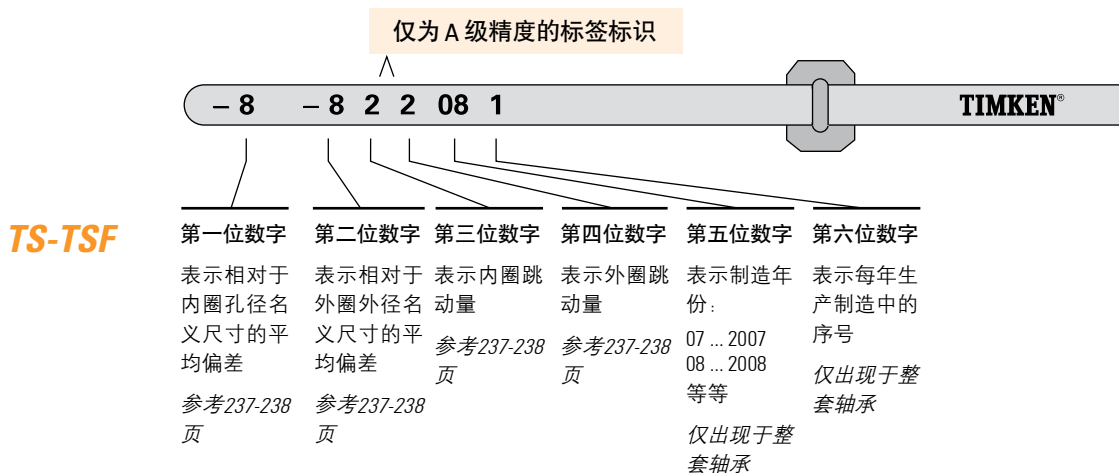 仅为 A 级精度的标签标识
– 8 – 8 2 2 08 1
TIMKEN®
TS-TSF
第一位数字
表示相对于
内圈孔径名
义尺寸的平
均偏差
参考237-238
页
第二位数字
表示相对于
外圈外径名
义尺寸的平
均偏差
参考237-238
页
第三位数字
表示内圈跳
动量
参考237-238
页
第四位数字
表示外圈跳
动量
参考237-238
页
第五位数字
表示制造年
份:
07 ... 2007
08 ... 2008
等等
仅出现于整
套轴承
第六位数字
表示每年生
产制造中的
序号
仅出现于整
套轴承